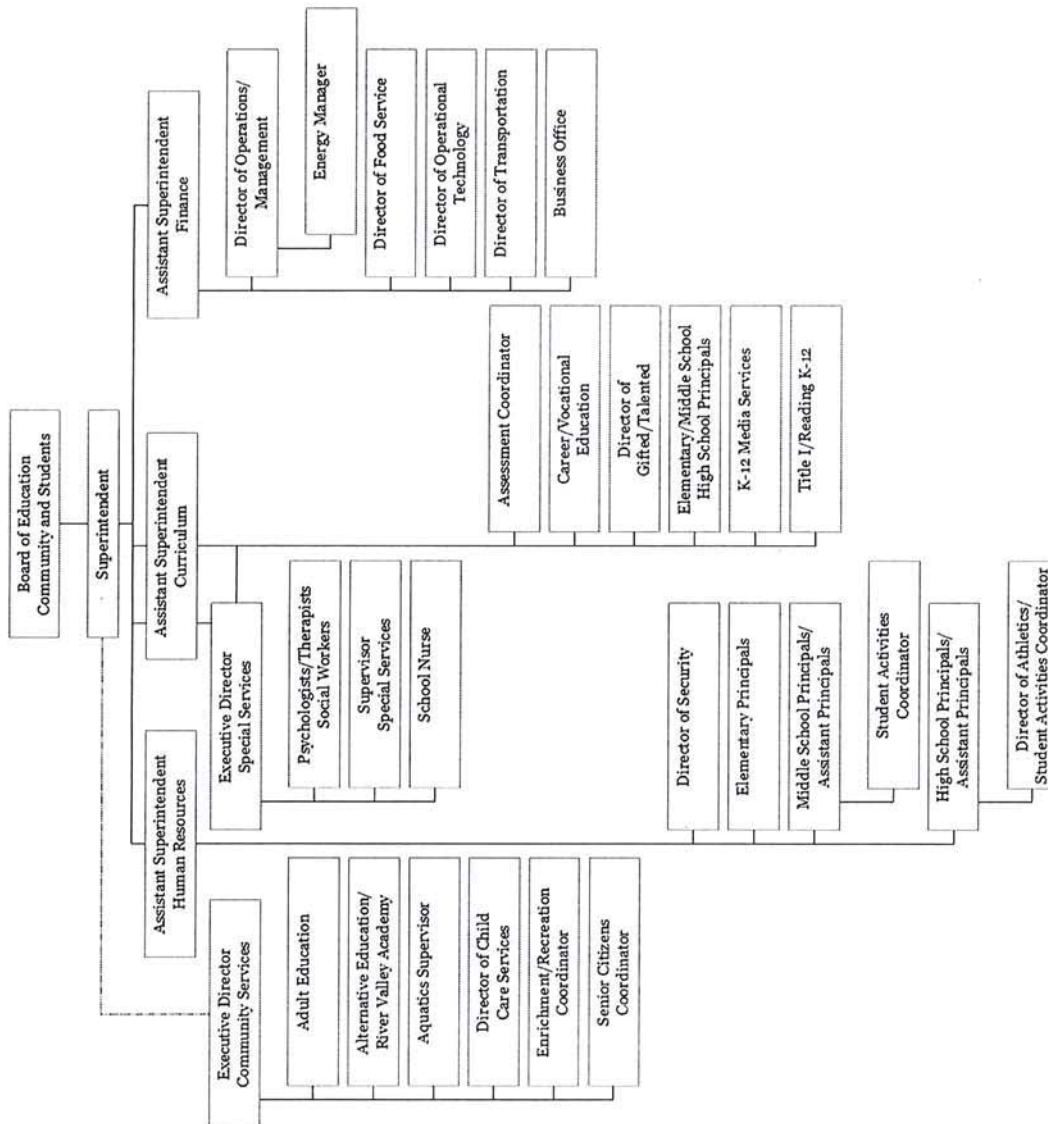 Board of Education
Community and Students
Superintendent
Executive Director
Community Services
Adult Education
Alternative Education/
River Valley Academy
Aquatics Supervisor
Director of Child
Care Services
Enrichment/Recreation
Coordinator
Senior Citizens
Coordinator
Assistant Superintendent
Human Resources
Director of Security
Elementary Principals
Middle School Principals/
Assistant Principals
Student Activities
Coordinator
High School Principals/
Assistant Principals
Director of Athletics/
Student Activities Coordinator
Assistant Superintendent
Curriculum
Executive Director
Special Services
Psychologists/Therapists
Social Workers
Supervisor
Special Services
School Nurse
Assessment Coordinator
Career/Vocational
Education
Director of
Gifted/Talented
Elementary/Middle School
High School Principals
K-12 Media Services
Title I/Reading K-12
Assistant Superintendent
Finance
Director of Operations/
Management
Energy Manager
Director of Food Service
Director of Operational
Technology
Director of Transportation
Business Office